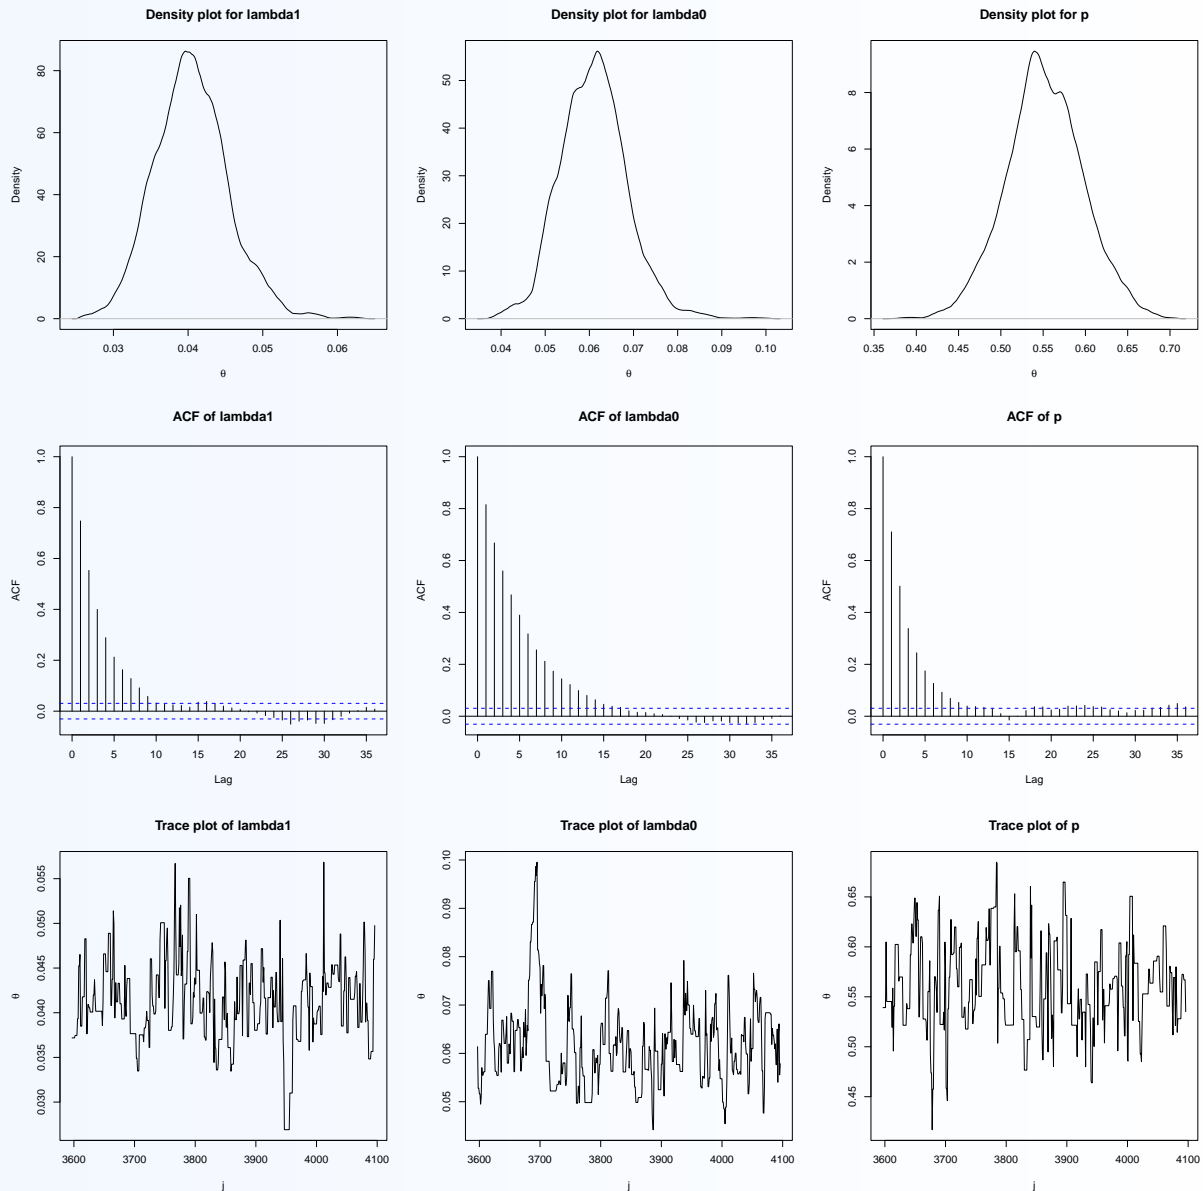 Density plot for lambda1
Density
0 20 40 60 80
0.03 0.04 0.05 0.06
θ
Density plot for lambda0
Density
0 10 20 30 40 50
0.04 0.05 0.06 0.07 0.08 0.09 0.10
θ
Density plot for p
Density
0 2 4 6 8
0.35 0.40 0.45 0.50 0.55 0.60 0.65 0.70
θ
ACF of lambda1
ACF
0.0 0.2 0.4 0.6 0.8 1.0
0 5 10 15 20 25 30 35
Lag
ACF of lambda0
ACF
0.0 0.2 0.4 0.6 0.8 1.0
0 5 10 15 20 25 30 35
Lag
ACF of p
ACF
0.0 0.2 0.4 0.6 0.8 1.0
0 5 10 15 20 25 30 35
Lag
Trace plot of lambda1
θ
0.030 0.035 0.040 0.045 0.050 0.055
3600 3700 3800 3900 4000 4100
j
Trace plot of lambda0
θ
0.05 0.06 0.07 0.08 0.09 0.10
3600 3700 3800 3900 4000 4100
j
Trace plot of p
θ
0.45 0.50 0.55 0.60 0.65
3600 3700 3800 3900 4000 4100
j